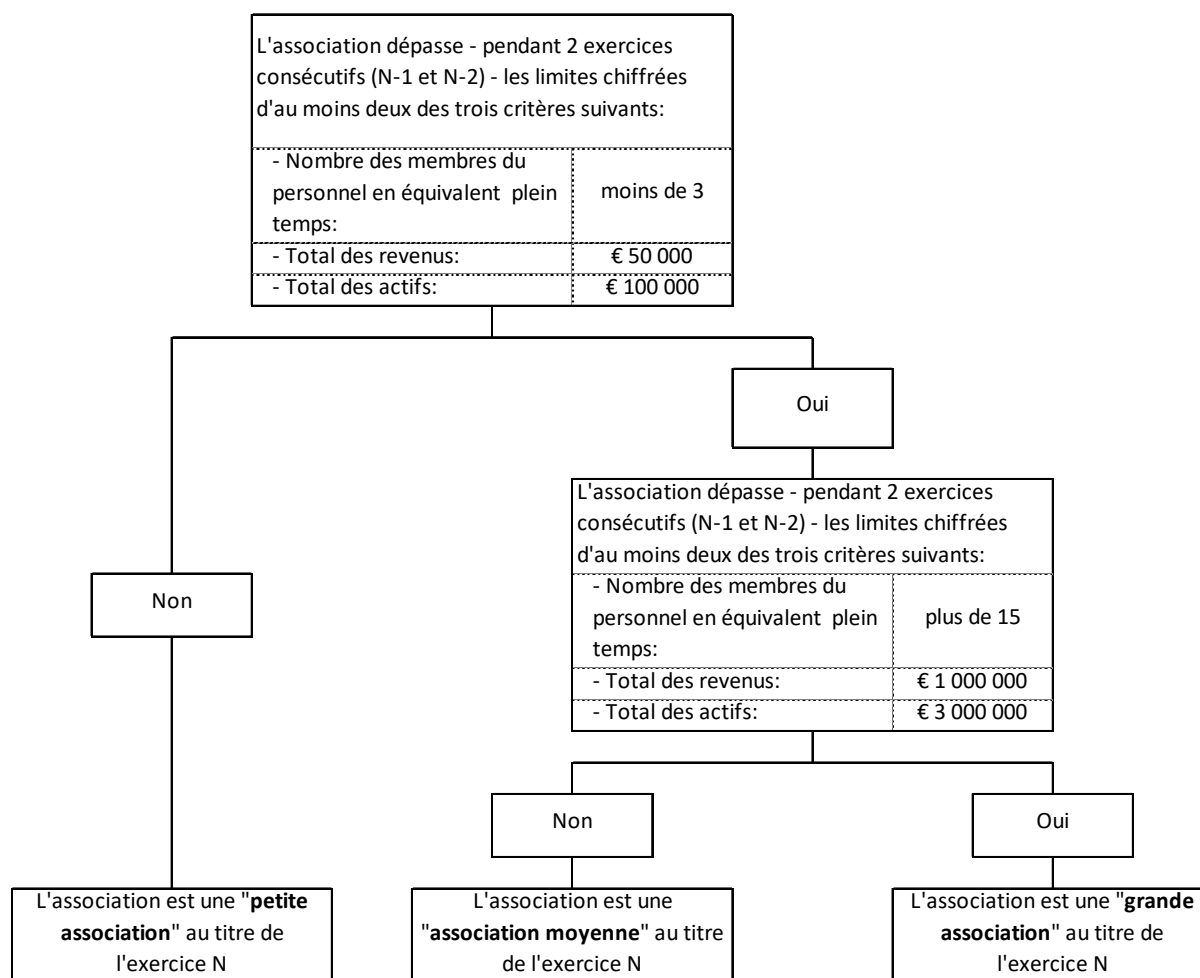 L'association dépasse - pendant 2 exercices
consécutifs (N-1 et N-2) - les limites chiffrées
d'au moins deux des trois critères suivants:
- Nombre des membres du
personnel en équivalent plein
temps:
moins de 3
- Total des revenus:
€ 50 000
- Total des actifs:
€ 100 000
Oui
L'association dépasse - pendant 2 exercices
consécutifs (N-1 et N-2) - les limites chiffrées
d'au moins deux des trois critères suivants:
- Nombre des membres du
personnel en équivalent plein
temps:
plus de 15
- Total des revenus:
€ 1 000 000
- Total des actifs:
€ 3 000 000
Non
Non
Oui
L'association est une "petite
association" au titre de
l'exercice N
L'association est une
"association moyenne" au titre
de l'exercice N
L'association est une "grande
association" au titre de
l'exercice N